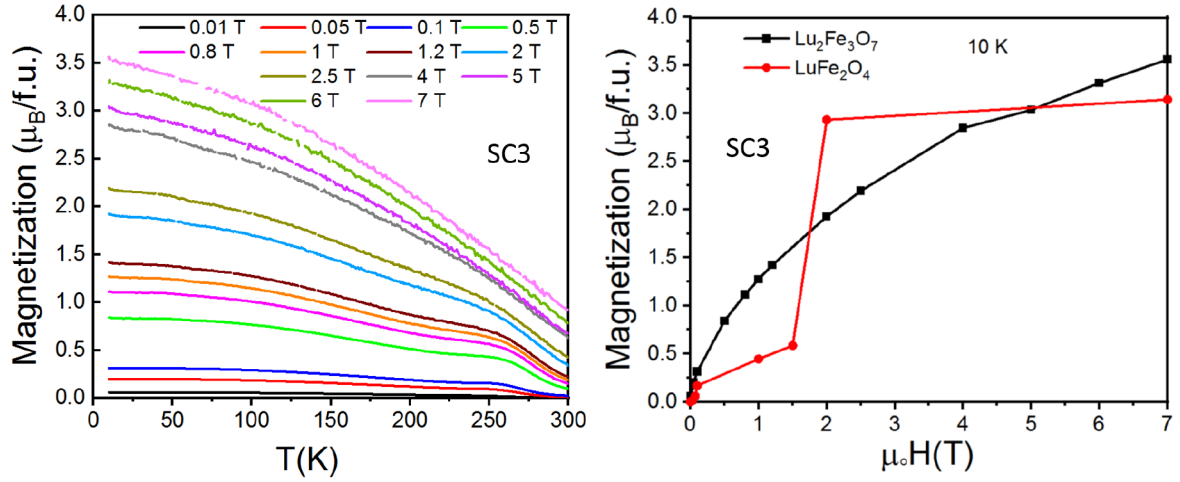 0.01 T 0.05 T 0.1 T 0.5 T
0.8 T 1 T 1.2 T 2 T
2.5 T 4 T 5 T
6 T 7 T
SC3
Magnetization (μB/f.u.)
4.0
3.5
3.0
2.5
2.0
1.5
1.0
0.5
0.0
0 50 100 150 200 250 300
T(K)
Lu₂Fe₃O₇
LuFe₂O₄
10 K
SC3
Magnetization (μB/f.u.)
4.0
3.5
3.0
2.5
2.0
1.5
1.0
0.5
0.0
0 1 2 3 4 5 6 7
μ₀H(T)